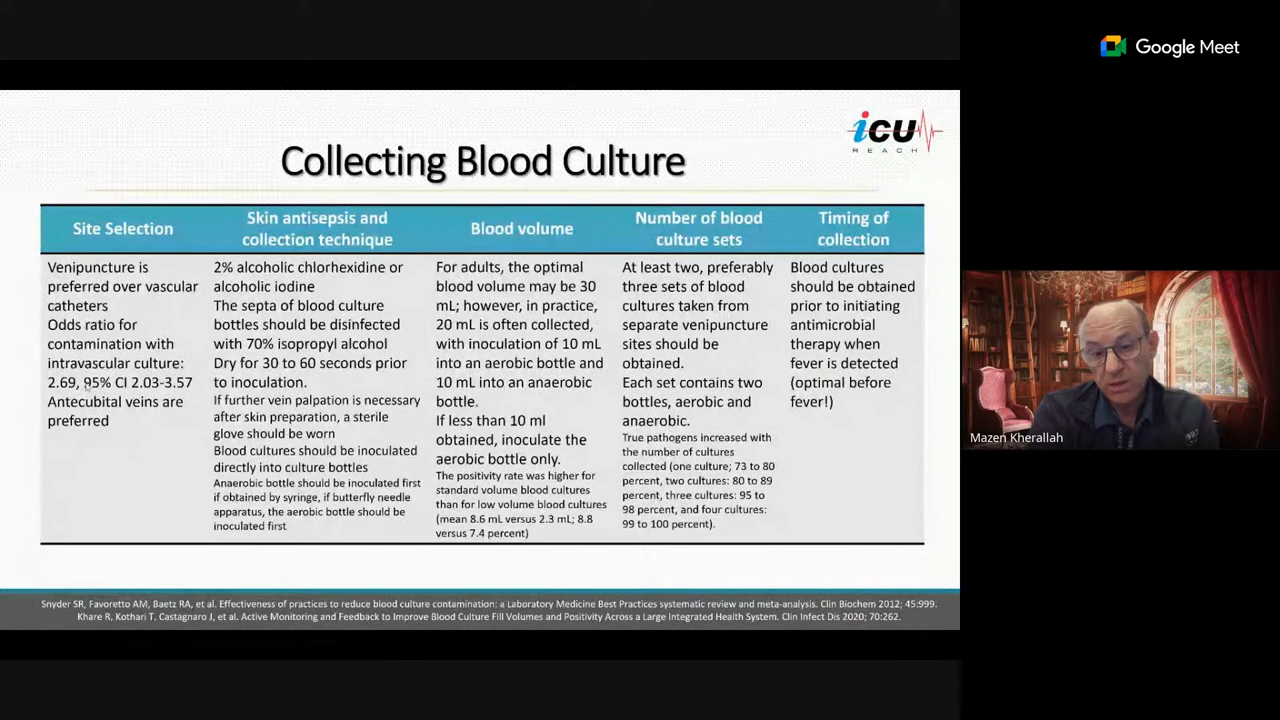 Google Meet
icu
REACH
Collecting Blood Culture
Site Selection
Skin antisepsis and
collection technique
Blood volume
Number of blood
culture sets
Timing of
collection
Venipuncture is
preferred over vascular
catheters
Odds ratio for
contamination with
intravascular culture:
2.69, 95% CI 2.03-3.57
Antecubital veins are
preferred
2% alcoholic chlorhexidine or
alcoholic iodine
The septa of blood culture
bottles should be disinfected
with 70% isopropyl alcohol
Dry for 30 to 60 seconds prior
to inoculation.
If further vein palpation is necessary
after skin preparation, a sterile
glove should be worn
Blood cultures should be inoculated
directly into culture bottles
Anaerobic bottle should be inoculated first
if obtained by syringe, if butterfly needle
apparatus, the aerobic bottle should be
inoculated first
For adults, the optimal
blood volume may be 30
mL; however, in practice,
20 mL is often collected,
with inoculation of 10 mL
into an aerobic bottle and
10 mL into an anaerobic
bottle.
If less than 10 ml
obtained, inoculate the
aerobic bottle only.
The positivity rate was higher for
standard volume blood cultures
than for low volume blood cultures
(mean 8.6 mL versus 2.3 mL; 8.8
versus 7.4 percent)
At least two, preferably
three sets of blood
cultures taken from
separate venipuncture
sites should be
obtained.
Each set contains two
bottles, aerobic and
anaerobic.
True pathogens increased with
the number of cultures
collected (one culture; 73 to 80
percent, two cultures: 80 to 89
percent, three cultures: 95 to
98 percent, and four cultures:
99 to 100 percent).
Blood cultures
should be obtained
prior to initiating
antimicrobial
therapy when
fever is detected
(optimal before
fever!)
Snyder SR, Favoretto AM, Baetz RA, et al. Effectiveness of practices to reduce blood culture contamination: a Laboratory Medicine Best Practices systematic review and meta-analysis. Clin Biochem 2012; 45:999.
Khare R, Kothari T, Castagnaro J, et al. Active Monitoring and Feedback to Improve Blood Culture Fill Volumes and Positivity Across a Large Integrated Health System. Clin Infect Dis 2020; 70:262.
Mazen Kherallah